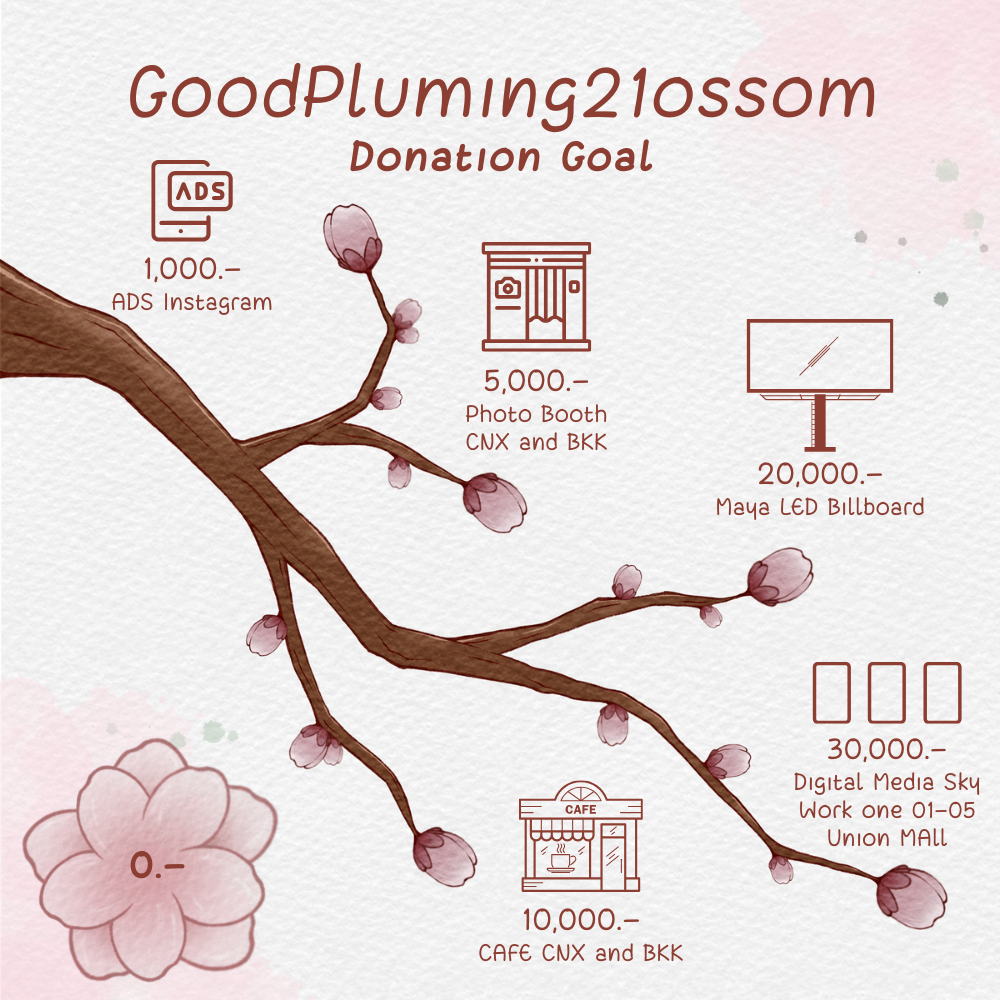 GoodPluming21ossom
Donation Goal
ADS
1,000.–
ADS Instagram
5,000.–
Photo Booth
CNX and BKK
20,000.–
Maya LED Billboard
30,000.–
Digital Media Sky
Work one 01–05
Union MAll
0.–
CAFE
10,000.–
CAFE CNX and BKK